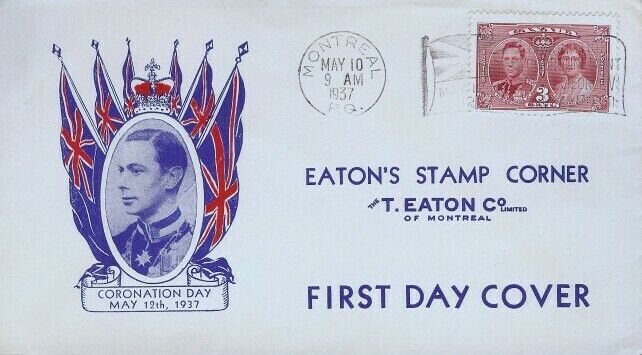 MONTREAL
MAY 10
9 AM
1937
P.Q.
CANADA
3
CENTS
EATON'S STAMP CORNER
THE T. EATON CO LIMITED
OF MONTREAL
FIRST DAY COVER
CORONATION DAY
MAY 12th, 1937